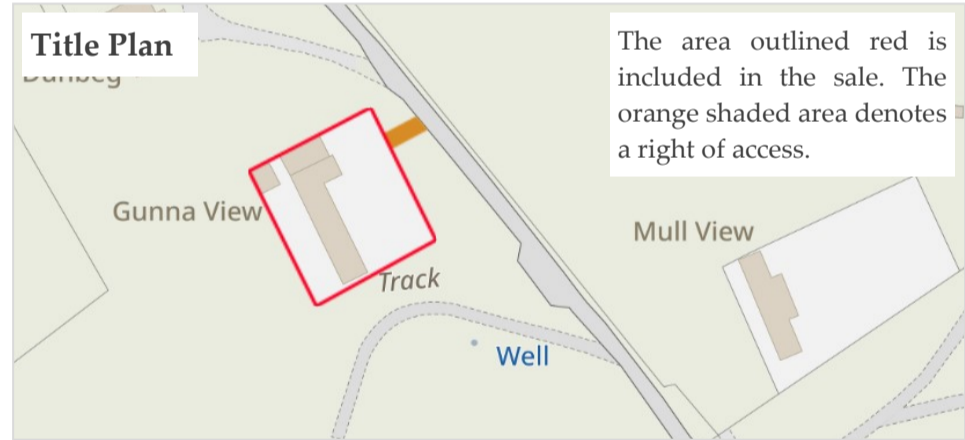 Title Plan
The area outlined red is
included in the sale. The
orange shaded area denotes
a right of access.
Gunna View
Mull View
Track
Well